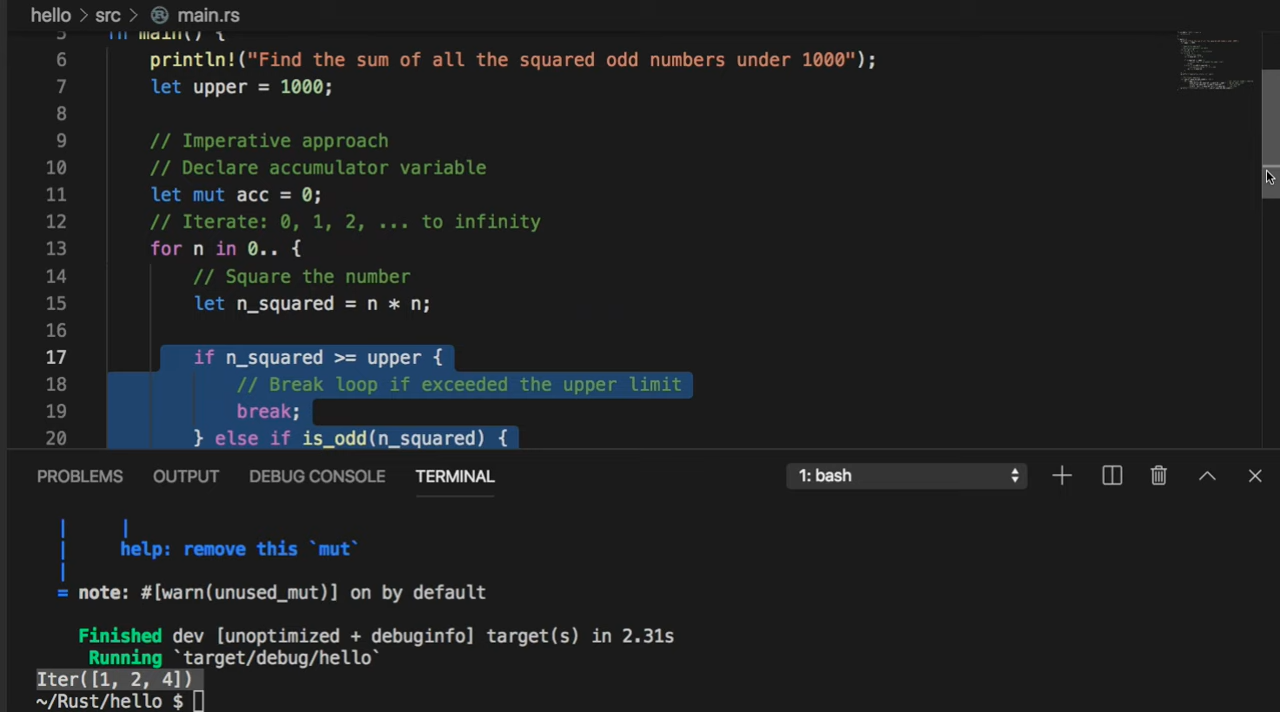 hello > src > main.rs
5 fn main() {
6 println!("Find the sum of all the squared odd numbers under 1000");
7 let upper = 1000;
8
9 // Imperative approach
10 // Declare accumulator variable
11 let mut acc = 0;
12 // Iterate: 0, 1, 2, ... to infinity
13 for n in 0.. {
14 // Square the number
15 let n_squared = n * n;
16
17 if n_squared >= upper {
18 // Break loop if exceeded the upper limit
19 break;
20 } else if is_odd(n_squared) {
PROBLEMS OUTPUT DEBUG CONSOLE TERMINAL 1: bash
| |
| help: remove this `mut`
|
= note: #[warn(unused_mut)] on by default
Finished dev [unoptimized + debuginfo] target(s) in 2.31s
Running `target/debug/hello`
Iter([1, 2, 4])
~/Rust/hello $